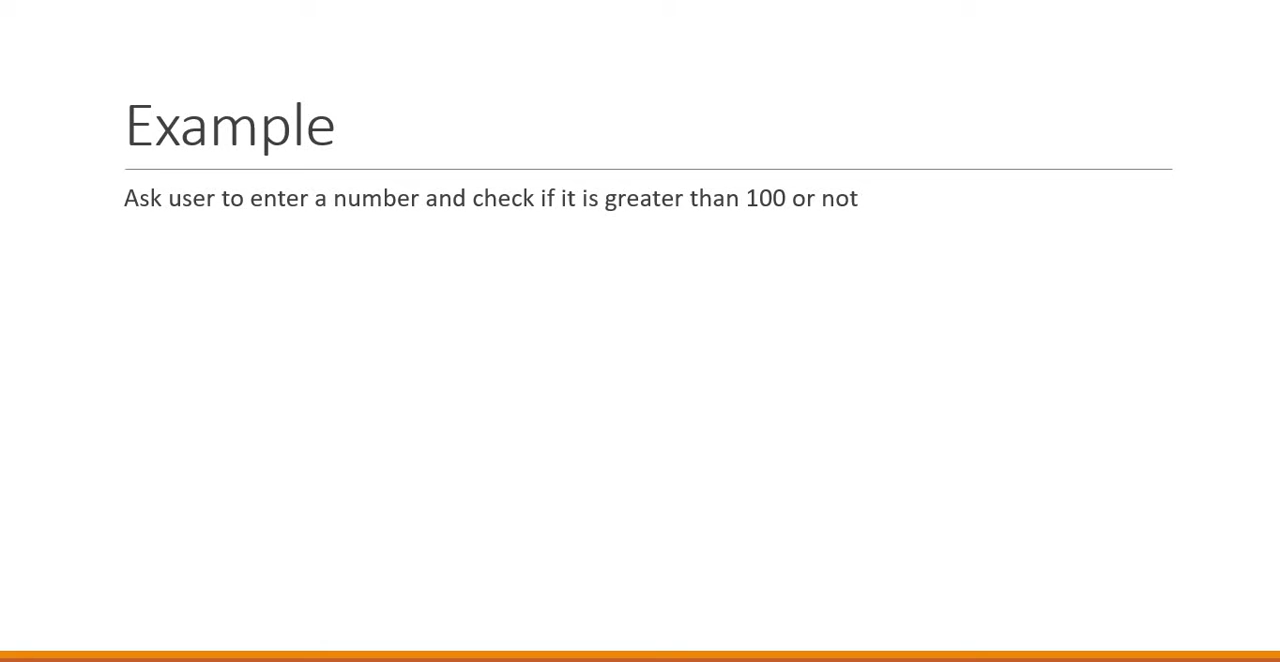 Example
Ask user to enter a number and check if it is greater than 100 or not